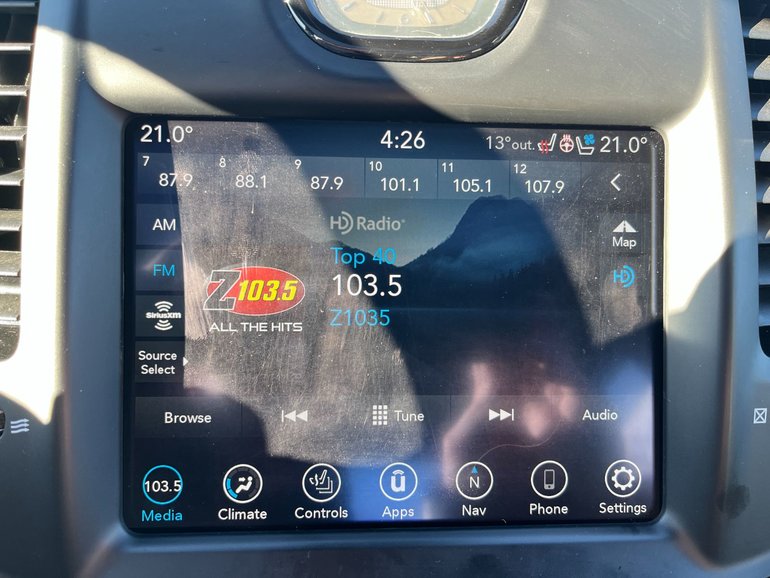 21.0° 4:26 13°out. 21.0°
7 8 9 10 11 12
87.9 88.1 87.9 101.1 105.1 107.9
AM
FM
SiriusXM
Source
Select
HD Radio
Top 40
103.5
Z1035
Z103.5
ALL THE HITS
Map
HD
Browse Tune Audio
103.5 N
Media Climate Controls Apps Nav Phone Settings